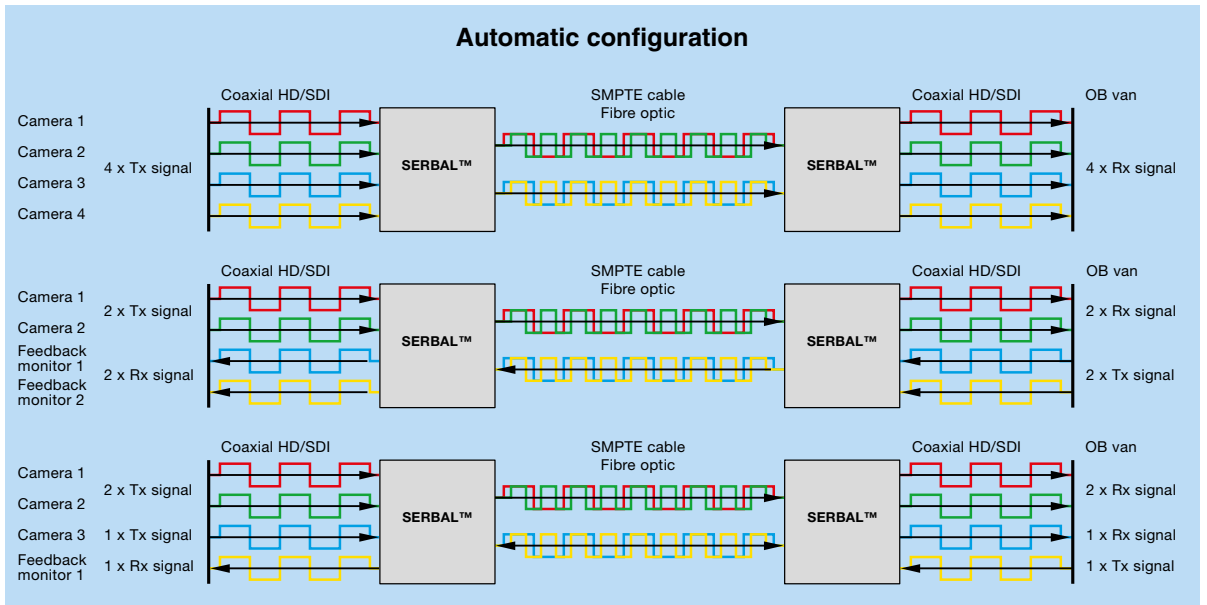 Automatic configuration
Coaxial HD/SDI
SMPTE cable
Fibre optic
Coaxial HD/SDI
OB van
Camera 1
Camera 2
4 x Tx signal
Camera 3
Camera 4
SERBAL™
SERBAL™
4 x Rx signal
Coaxial HD/SDI
SMPTE cable
Fibre optic
Coaxial HD/SDI
OB van
Camera 1
2 x Tx signal
Camera 2
Feedback
monitor 1
2 x Rx signal
Feedback
monitor 2
SERBAL™
SERBAL™
2 x Rx signal
2 x Tx signal
Coaxial HD/SDI
SMPTE cable
Fibre optic
Coaxial HD/SDI
OB van
Camera 1
2 x Tx signal
Camera 2
Camera 3
1 x Tx signal
Feedback
monitor 1
1 x Rx signal
SERBAL™
SERBAL™
2 x Rx signal
1 x Rx signal
1 x Tx signal